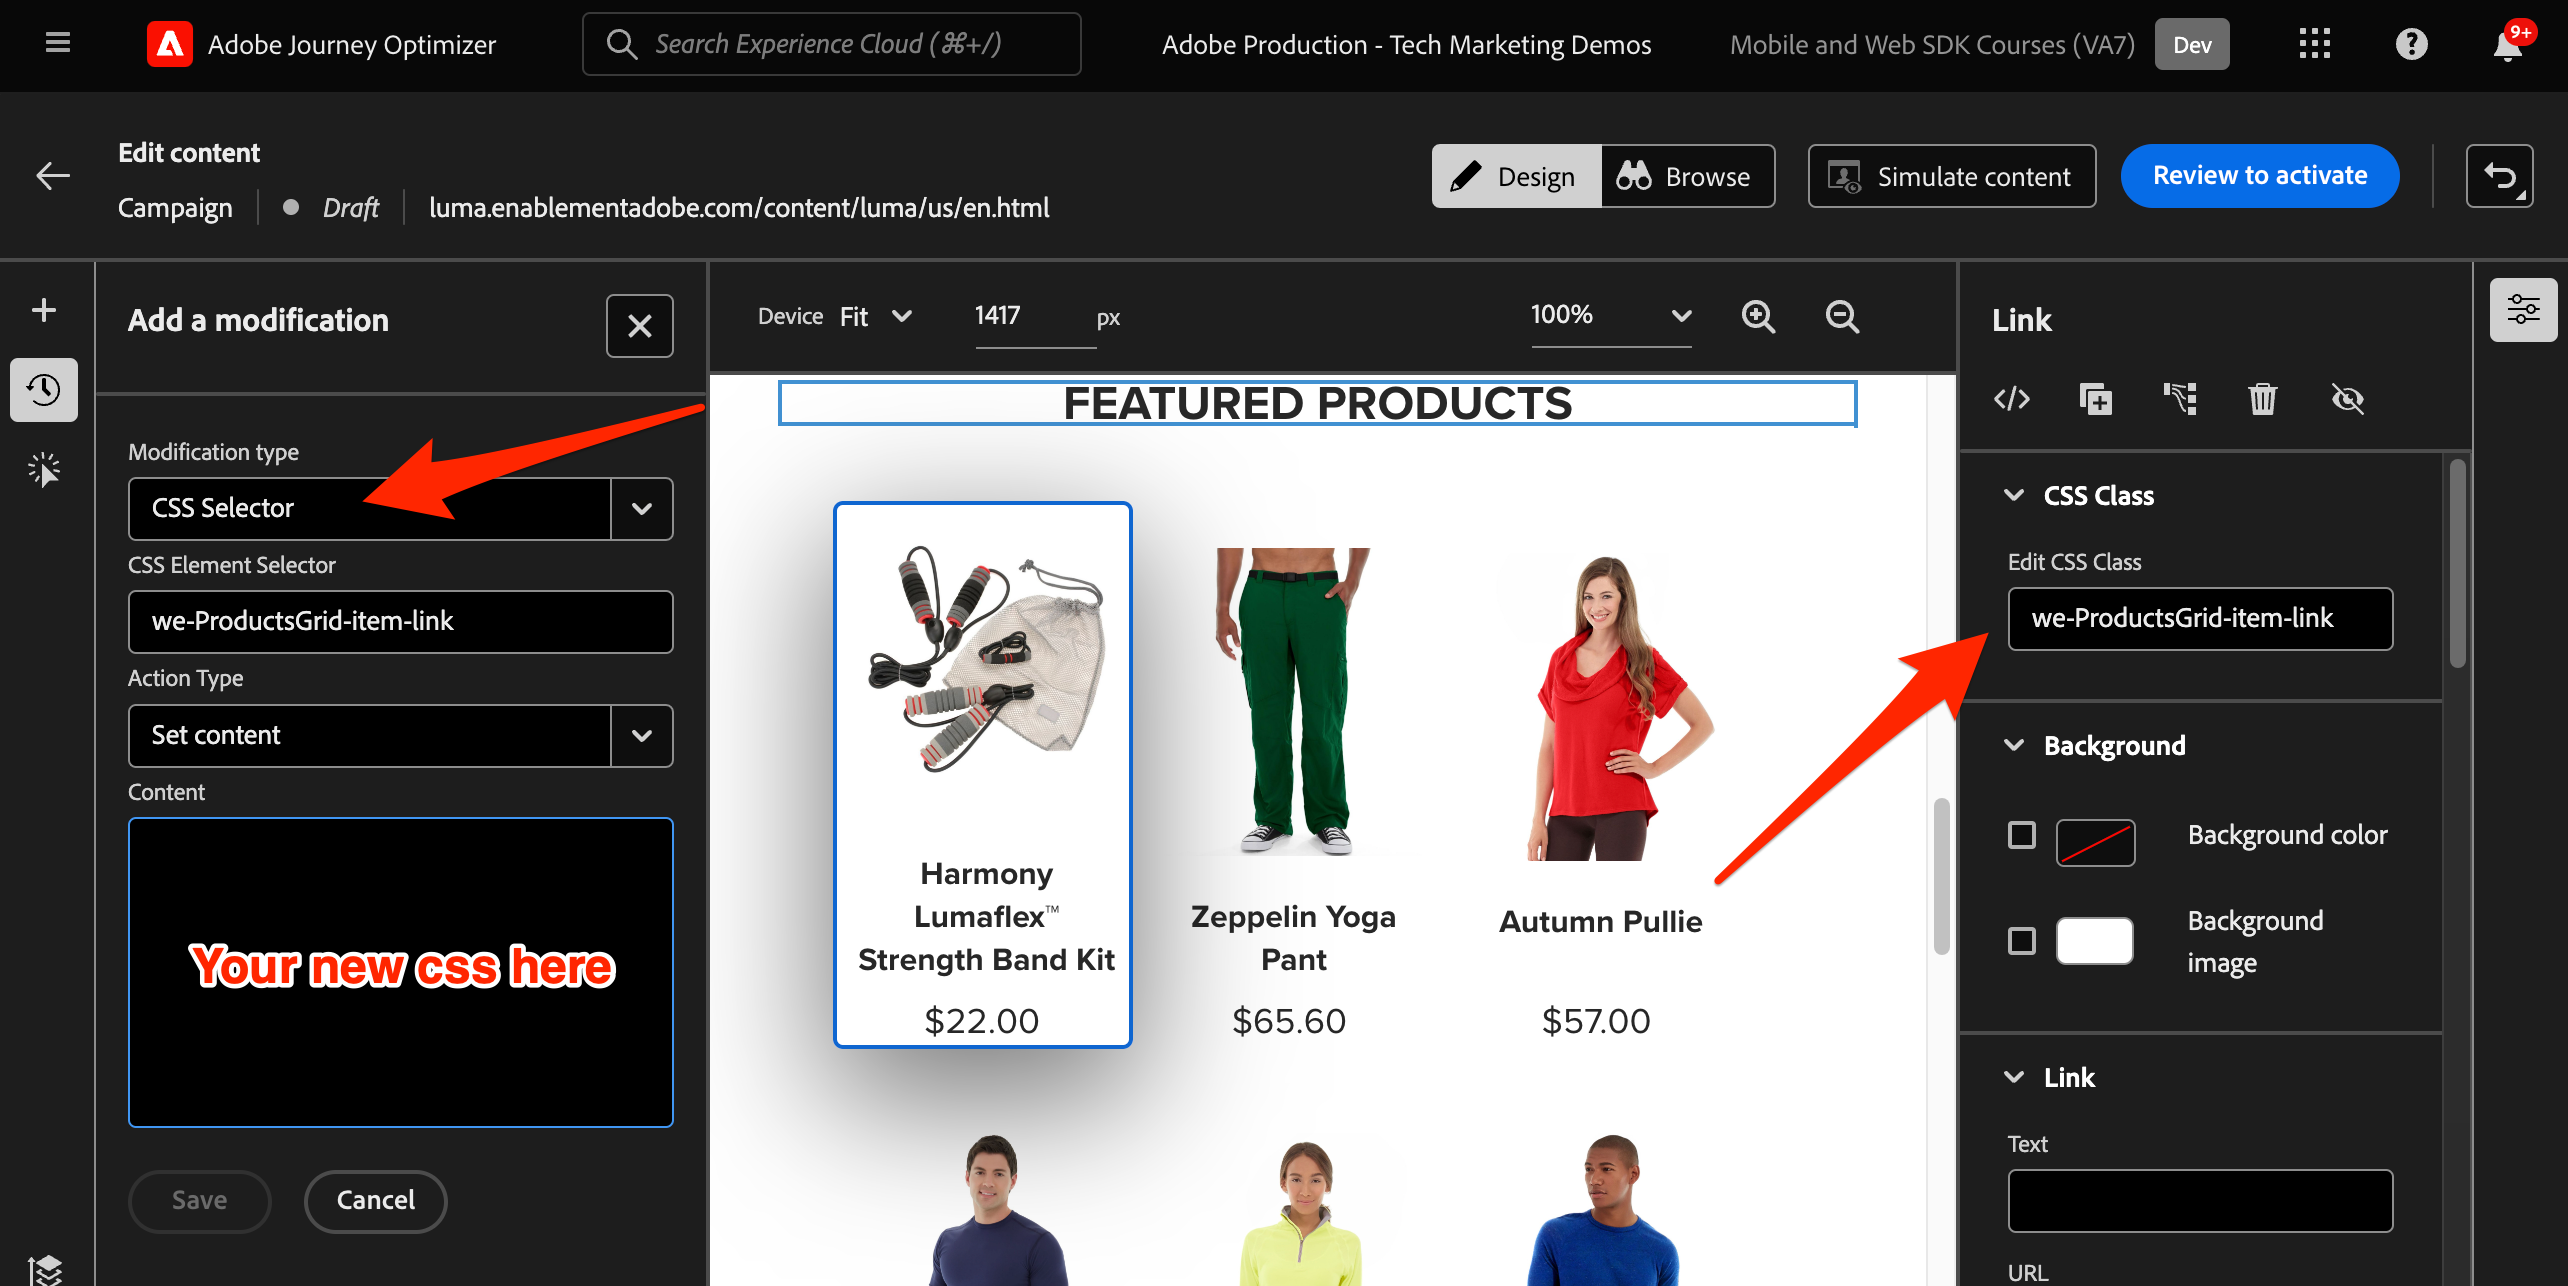 Adobe Journey Optimizer
Search Experience Cloud (⌘+/)
Adobe Production - Tech Marketing Demos
Mobile and Web SDK Courses (VA7)
Dev
9+
Edit content
Campaign
Draft
luma.enablementadobe.com/content/luma/us/en.html
Design
Browse
Simulate content
Review to activate
Add a modification
Modification type
CSS Selector
CSS Element Selector
we-ProductsGrid-item-link
Action Type
Set content
Content
Your new css here
Save
Cancel
Device
Fit
1417
px
100%
FEATURED PRODUCTS
Harmony
Lumaflex™
Strength Band Kit
$22.00
Zeppelin Yoga
Pant
$65.60
Autumn Pullie
$57.00
Link
CSS Class
Edit CSS Class
we-ProductsGrid-item-link
Background
Background color
Background
image
Link
Text
URL